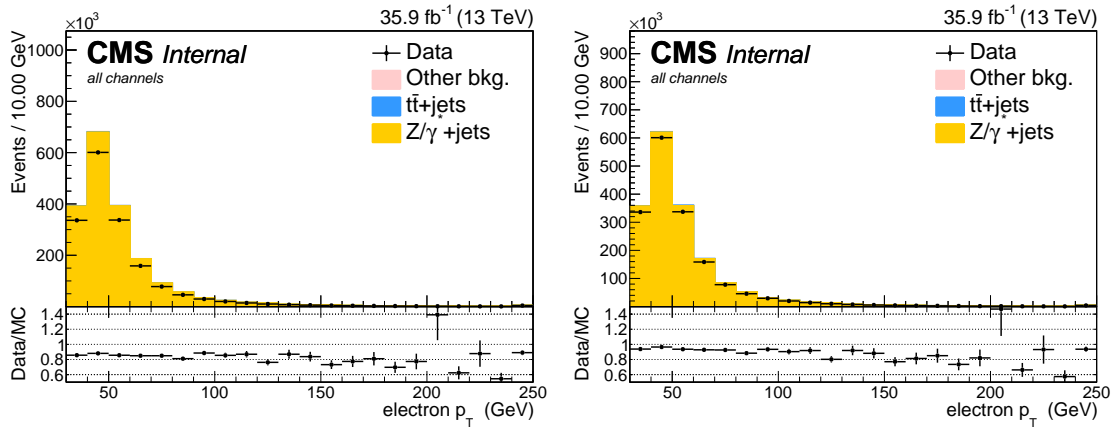 ×10³ 35.9 fb⁻¹ (13 TeV)
CMS Internal
all channels
Data
Other bkg.
tt̄+jets
Z/γ* +jets
Events / 10.00 GeV
1000
800
600
400
200
Data/MC
1.4
1.2
1
0.8
0.6
50 100 150 200 250
electron p_T (GeV)
×10³ 35.9 fb⁻¹ (13 TeV)
CMS Internal
all channels
Data
Other bkg.
tt̄+jets
Z/γ* +jets
Events / 10.00 GeV
900
800
700
600
500
400
300
200
100
Data/MC
1.4
1.2
1
0.8
0.6
50 100 150 200 250
electron p_T (GeV)